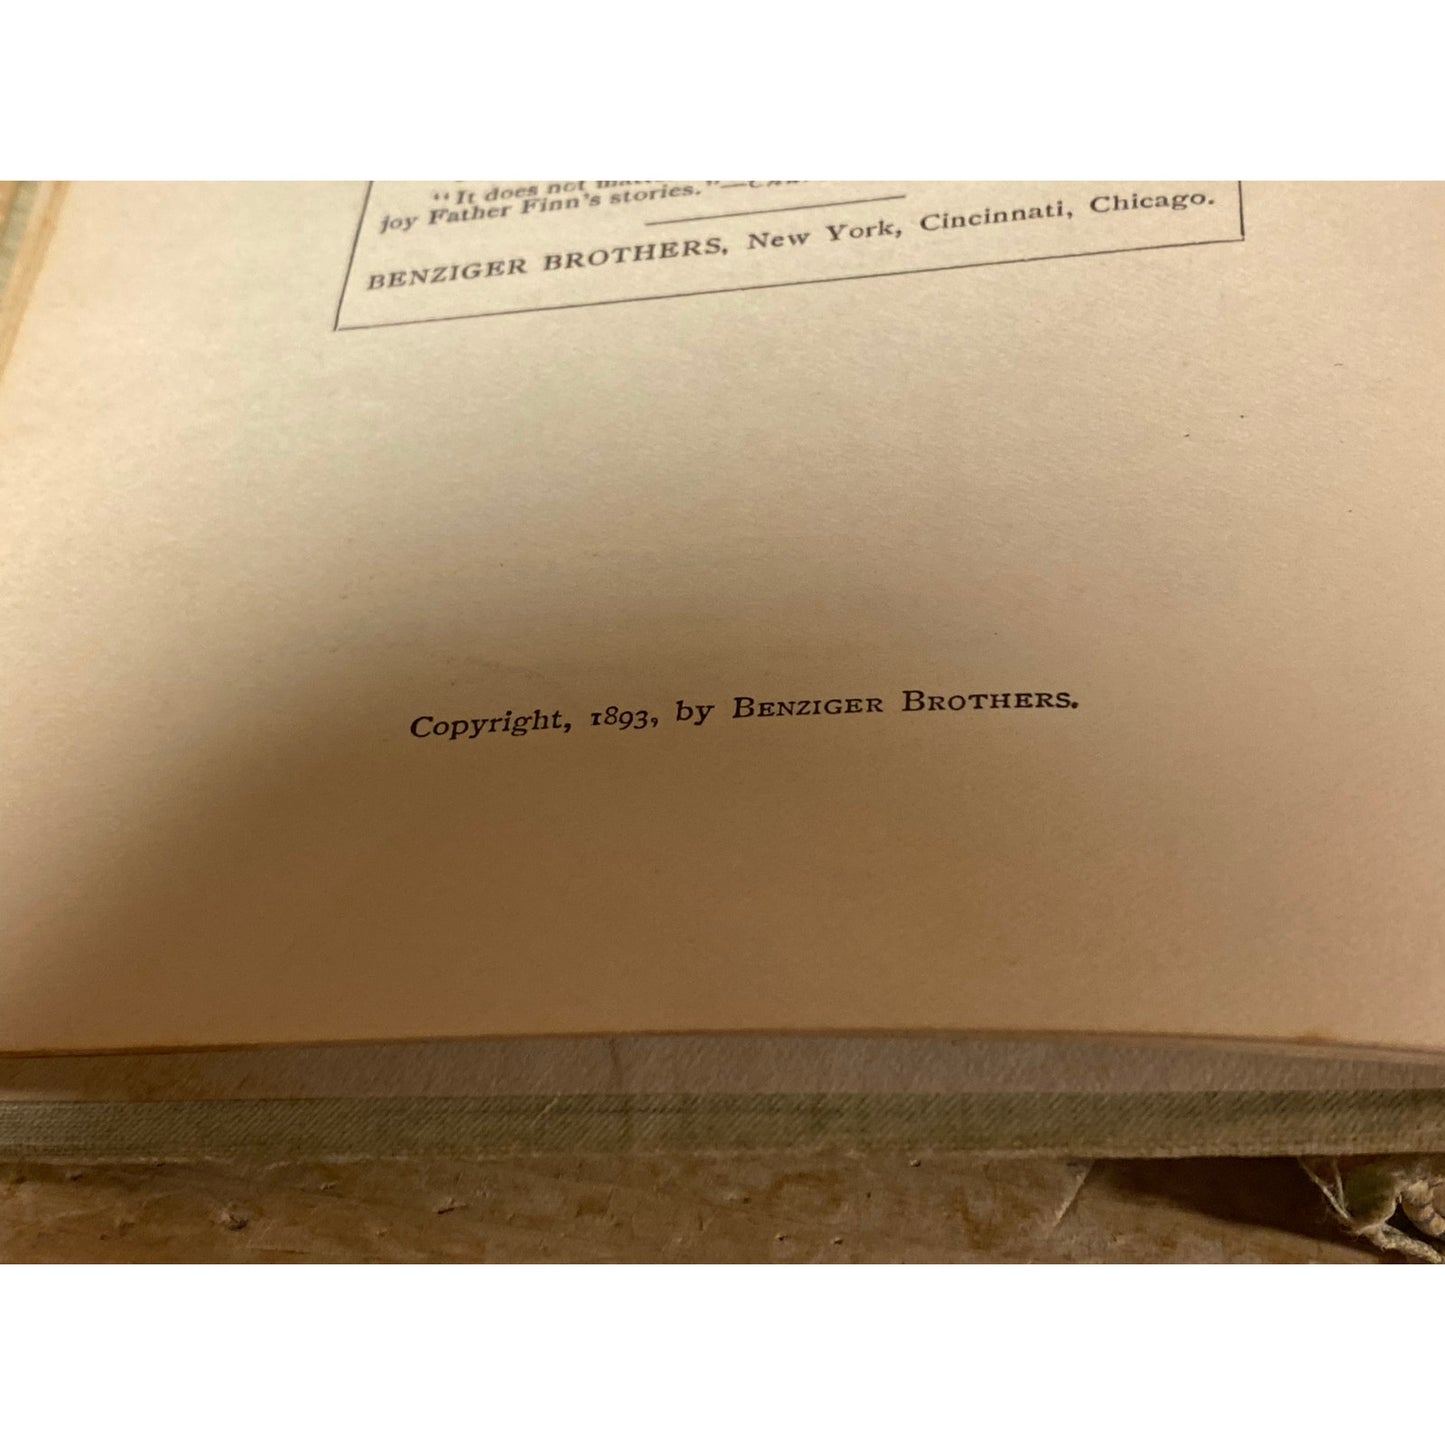 "It does not
joy Father Finn's stories."—
BENZIGER BROTHERS, New York, Cincinnati, Chicago.
Copyright, 1893, by BENZIGER BROTHERS.